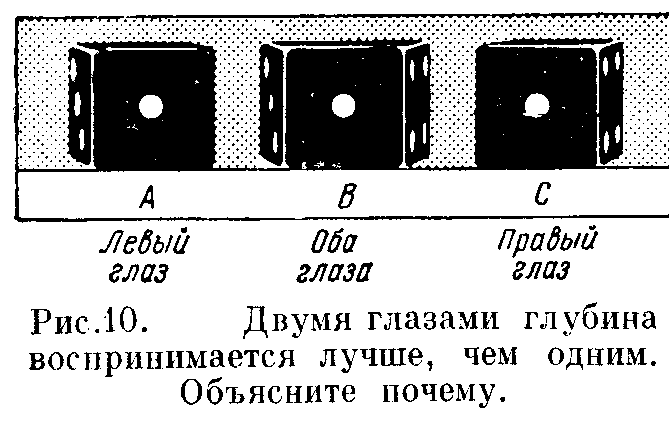 A B C
Левый глаз
Оба глаза
Правый глаз
Рис.10. Двумя глазами глубина
воспринимается лучше, чем одним.
Объясните почему.